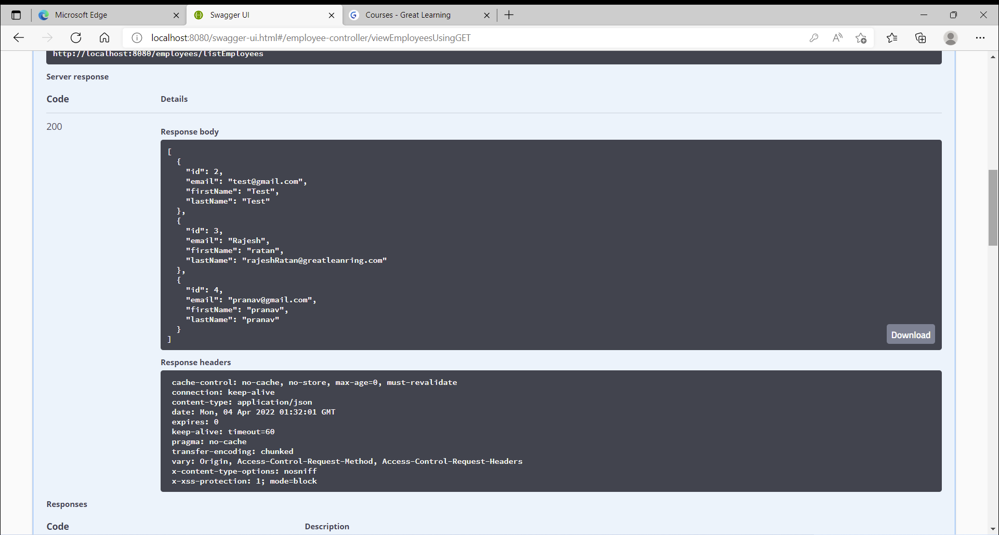 Microsoft Edge
Swagger UI
Courses - Great Learning
localhost:8080/swagger-ui.html#/employee-controller/viewEmployeesUsingGET
http://localhost:8080/employees/listEmployees
Server response
Code Details
200
Response body
[
  {
    "id": 2,
    "email": "test@gmail.com",
    "firstName": "Test",
    "lastName": "Test"
  },
  {
    "id": 3,
    "email": "Rajesh",
    "firstName": "ratan",
    "lastName": "rajeshRatan@greatleanring.com"
  },
  {
    "id": 4,
    "email": "pranav@gmail.com",
    "firstName": "pranav",
    "lastName": "pranav"
  }
]
Download
Response headers
cache-control: no-cache, no-store, max-age=0, must-revalidate
connection: keep-alive
content-type: application/json
date: Mon, 04 Apr 2022 01:32:01 GMT
expires: 0
keep-alive: timeout=60
pragma: no-cache
transfer-encoding: chunked
vary: Origin, Access-Control-Request-Method, Access-Control-Request-Headers
x-content-type-options: nosniff
x-xss-protection: 1; mode=block
Responses
Code Description